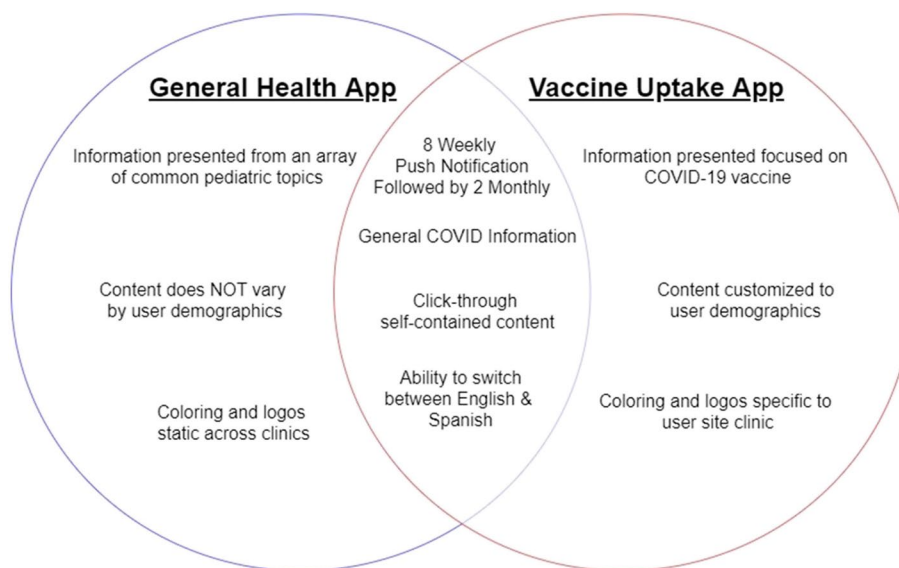 General Health App
Information presented from an array
of common pediatric topics
Content does NOT vary
by user demographics
Coloring and logos
static across clinics
8 Weekly
Push Notification
Followed by 2 Monthly
General COVID Information
Click-through
self-contained content
Ability to switch
between English &
Spanish
Vaccine Uptake App
Information presented focused on
COVID-19 vaccine
Content customized to
user demographics
Coloring and logos specific to
user site clinic